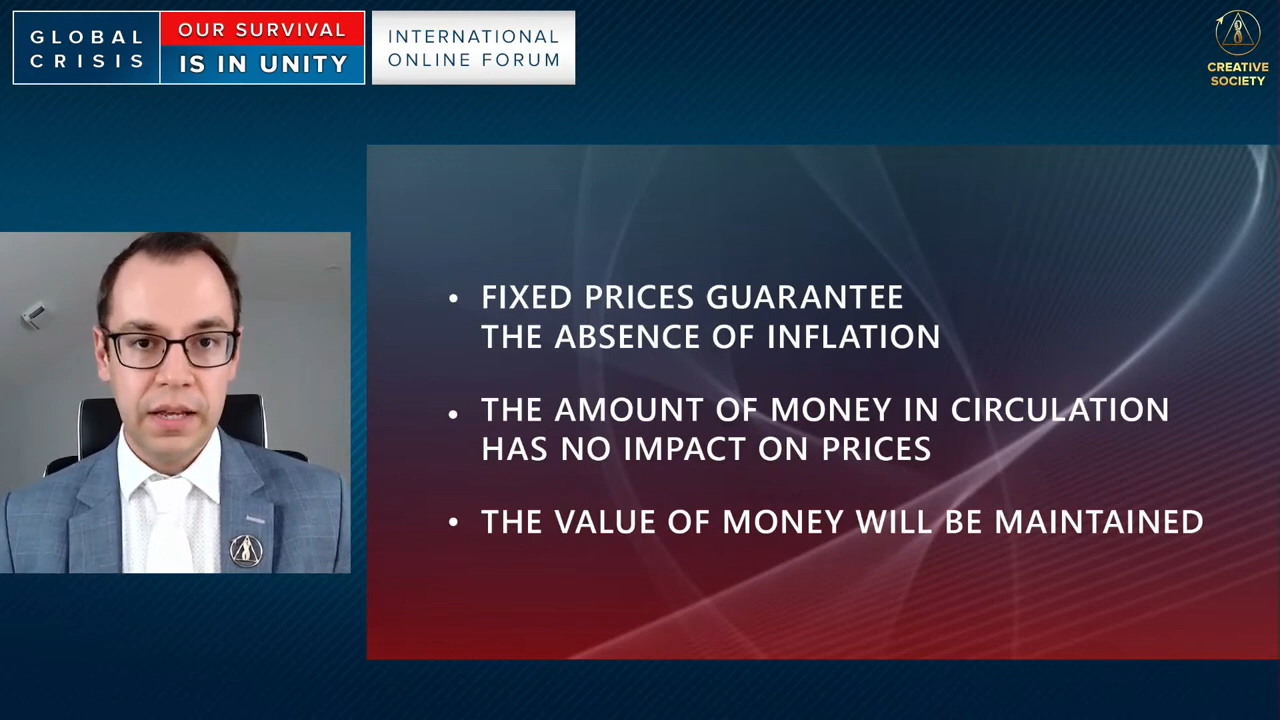 GLOBAL
CRISIS
OUR SURVIVAL
IS IN UNITY
INTERNATIONAL
ONLINE FORUM
CREATIVE
SOCIETY
• FIXED PRICES GUARANTEE
THE ABSENCE OF INFLATION
• THE AMOUNT OF MONEY IN CIRCULATION
HAS NO IMPACT ON PRICES
• THE VALUE OF MONEY WILL BE MAINTAINED